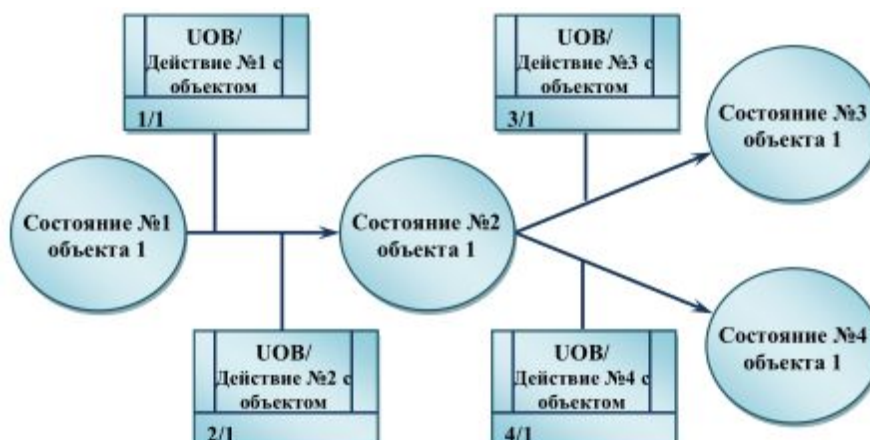 UOB/
Действие №1 с
объектом
1/1
UOB/
Действие №3 с
объектом
3/1
Состояние №3
объекта 1
Состояние №1
объекта 1
Состояние №2
объекта 1
Состояние №4
объекта 1
UOB/
Действие №2 с
объектом
2/1
UOB/
Действие №4 с
объектом
4/1